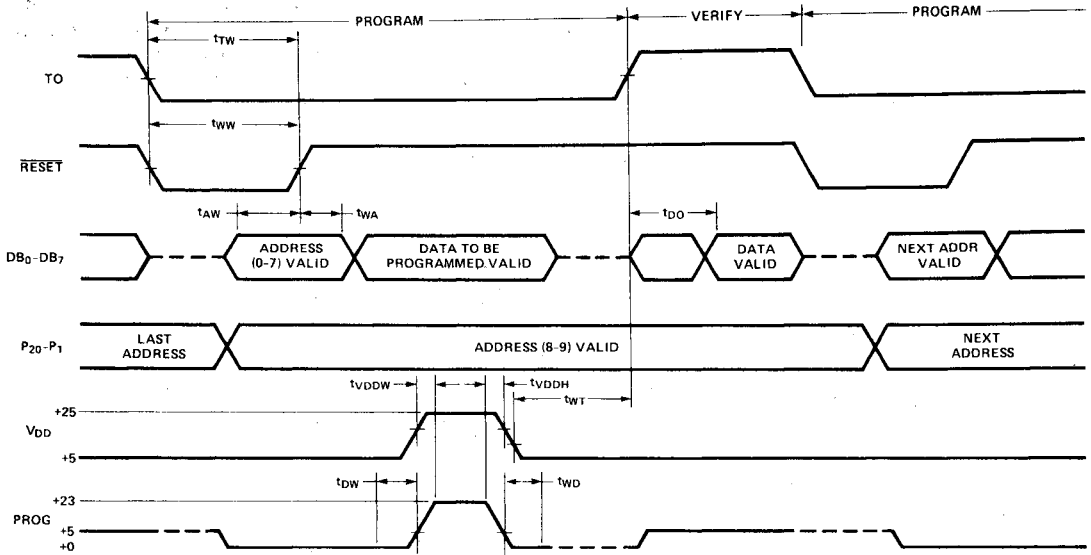 PROGRAM VERIFY PROGRAM
tTW
TO
tWW
RESET
tAW tWA tDO
DB0-DB7 ADDRESS (0-7) VALID DATA TO BE PROGRAMMED VALID DATA VALID NEXT ADDR VALID
P20-P1 LAST ADDRESS ADDRESS (8-9) VALID NEXT ADDRESS
tVDDW tVDDH
tWT
+25
VDD
+5
tDW tWD
+23
PROG
+5
+0